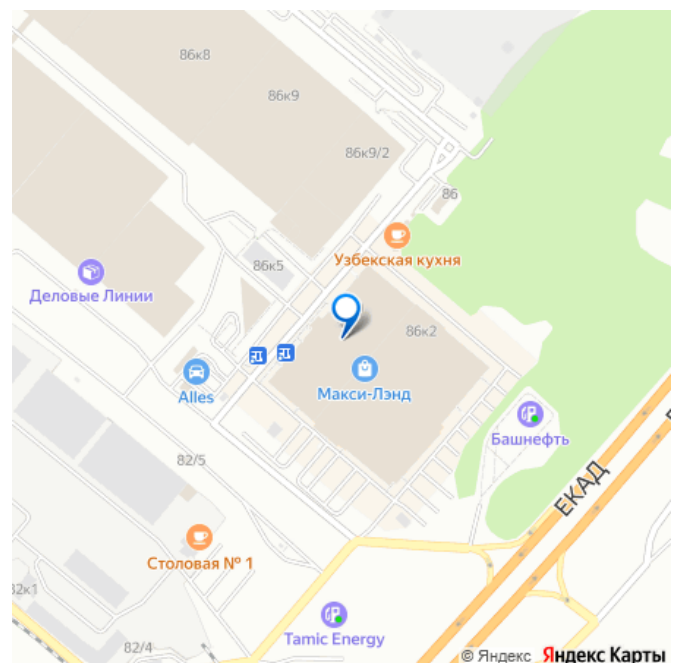 86к8
86к9
86к9/2
86
Узбекская кухня
86к5
Деловые Линии
86к2
Макси-Лэнд
Alles
Башнефть
82/5
ЕКАД
Столовая № 1
82к1
Tamic Energy
82/4
© Яндекс Яндекс Карты